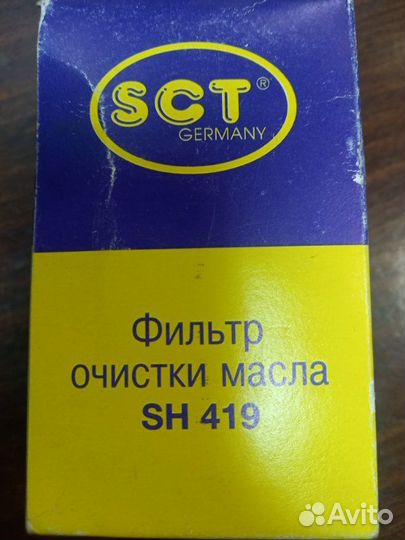 SCT®
GERMANY
Фильтр
очистки масла
SH 419
Avito